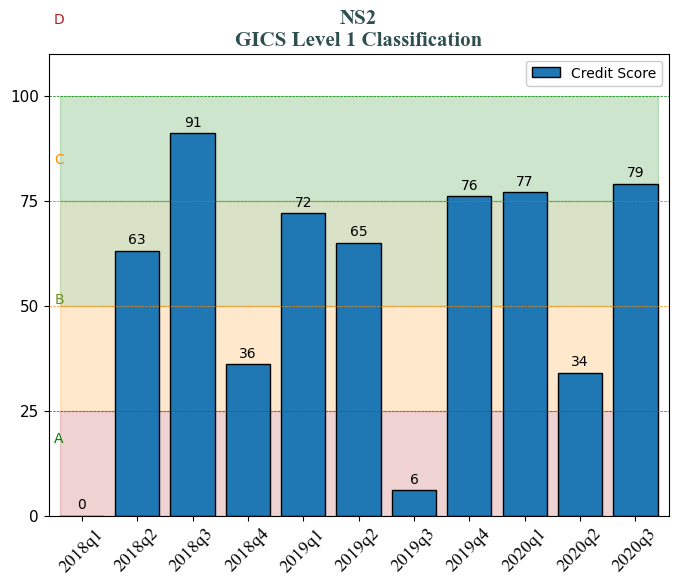 D
NS2
GICS Level 1 Classification
Credit Score
100
91
C
79
77
76
75
72
65
63
B
50
36
34
25
A
6
0
0
2018q1
2018q2
2018q3
2018q4
2019q1
2019q2
2019q3
2019q4
2020q1
2020q2
2020q3